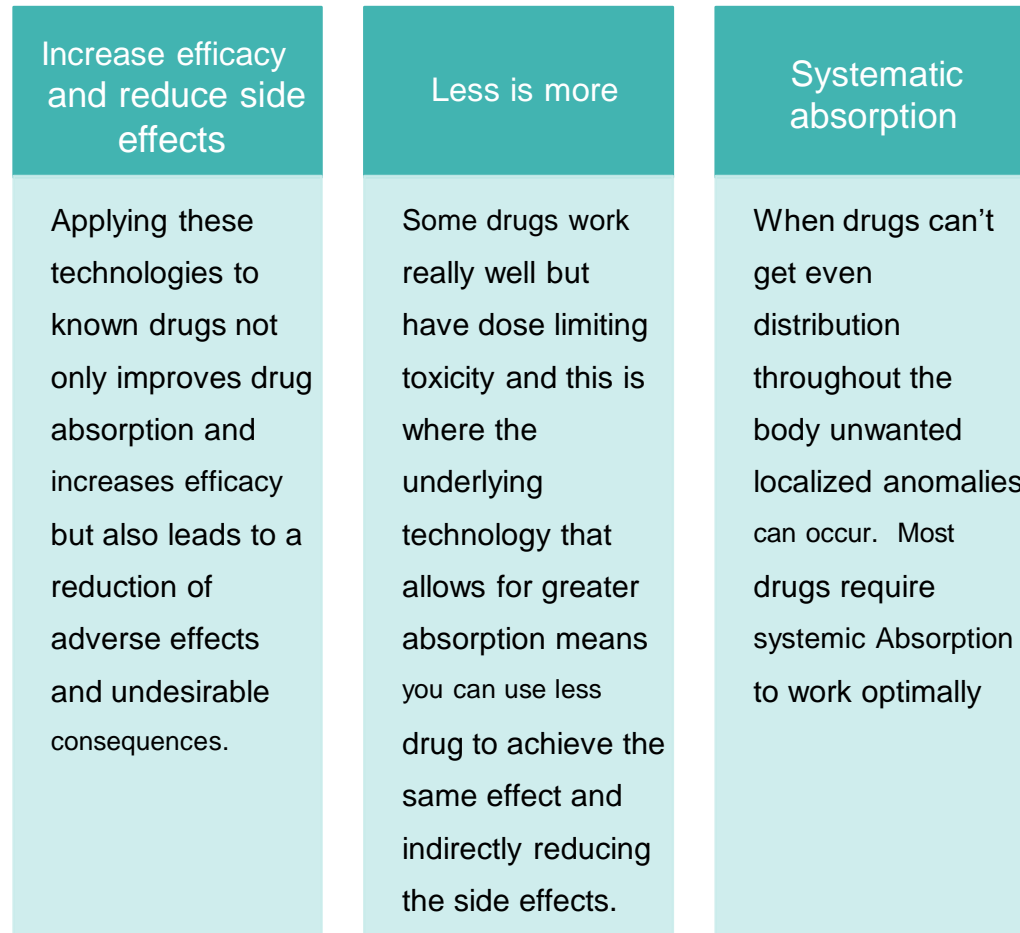 Increase efficacy
and reduce side
effects
Applying these
technologies to
known drugs not
only improves drug
absorption and
increases efficacy
but also leads to a
reduction of
adverse effects
and undesirable
consequences.
Less is more
Some drugs work
really well but
have dose limiting
toxicity and this is
where the
underlying
technology that
allows for greater
absorption means
you can use less
drug to achieve the
same effect and
indirectly reducing
the side effects.
Systematic
absorption
When drugs can’t
get even
distribution
throughout the
body unwanted
localized anomalies
can occur. Most
drugs require
systemic Absorption
to work optimally